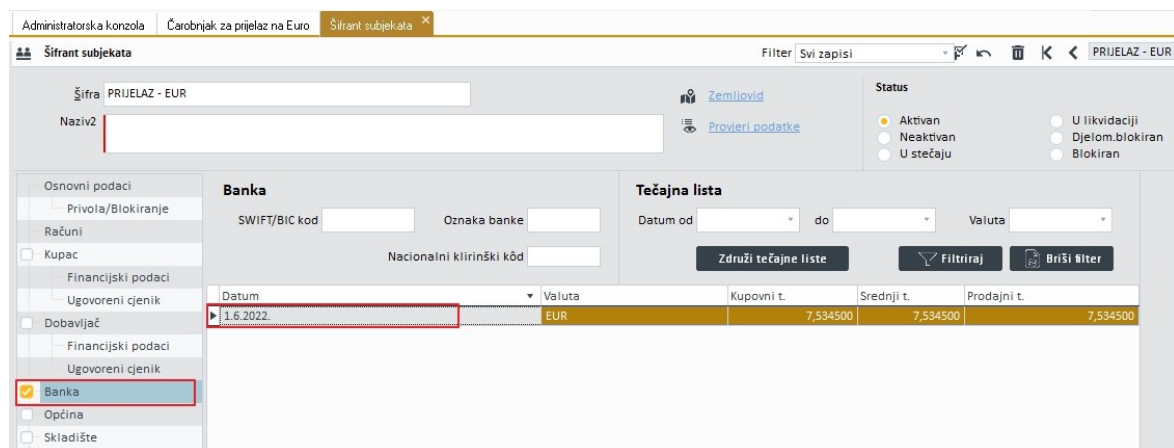 Administratorska konzola Čarobnjak za prijelaz na Euro Šifrant subjekata
Šifrant subjekata Filter Svi zapisi PRIJELAZ - EUR
Šifra PRIJELAZ - EUR Zemljovid
Naziv2 Provjeri podatke
Status
Aktivan U likvidaciji
Neaktivan Djelom.blokiran
U stečaju Blokiran
Osnovni podaci
Privola/Blokiranje
Računi
Kupac
Financijski podaci
Ugovoreni cjenik
Dobavljač
Financijski podaci
Ugovoreni cjenik
Banka
Općina
Skladište
Banka
SWIFT/BIC kod Oznaka banke
Nacionalni klirinški kôd
Tečajna lista
Datum od do Valuta
Združi tečajne liste Filtriraj Briši filter
Datum Valuta Kupovni t. Srednji t. Prodajni t.
1.6.2022. EUR 7,534500 7,534500 7,534500